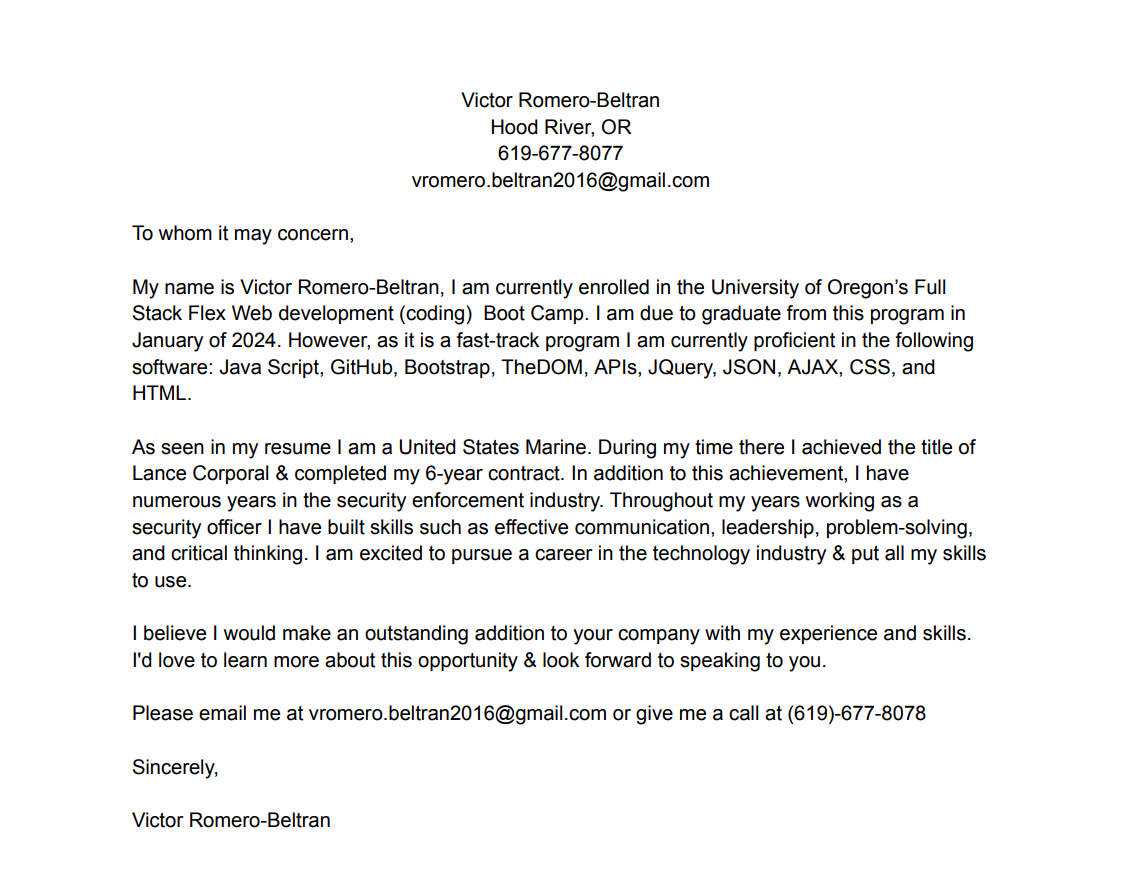 Victor Romero-Beltran
Hood River, OR
619-677-8077
vromero.beltran2016@gmail.com
To whom it may concern,
My name is Victor Romero-Beltran, I am currently enrolled in the University of Oregon’s Full
Stack Flex Web development (coding)  Boot Camp. I am due to graduate from this program in
January of 2024. However, as it is a fast-track program I am currently proficient in the following
software: Java Script, GitHub, Bootstrap, TheDOM, APIs, JQuery, JSON, AJAX, CSS, and
HTML.
As seen in my resume I am a United States Marine. During my time there I achieved the title of
Lance Corporal & completed my 6-year contract. In addition to this achievement, I have
numerous years in the security enforcement industry. Throughout my years working as a
security officer I have built skills such as effective communication, leadership, problem-solving,
and critical thinking. I am excited to pursue a career in the technology industry & put all my skills
to use.
I believe I would make an outstanding addition to your company with my experience and skills.
I'd love to learn more about this opportunity & look forward to speaking to you.
Please email me at vromero.beltran2016@gmail.com or give me a call at (619)-677-8078
Sincerely,
Victor Romero-Beltran